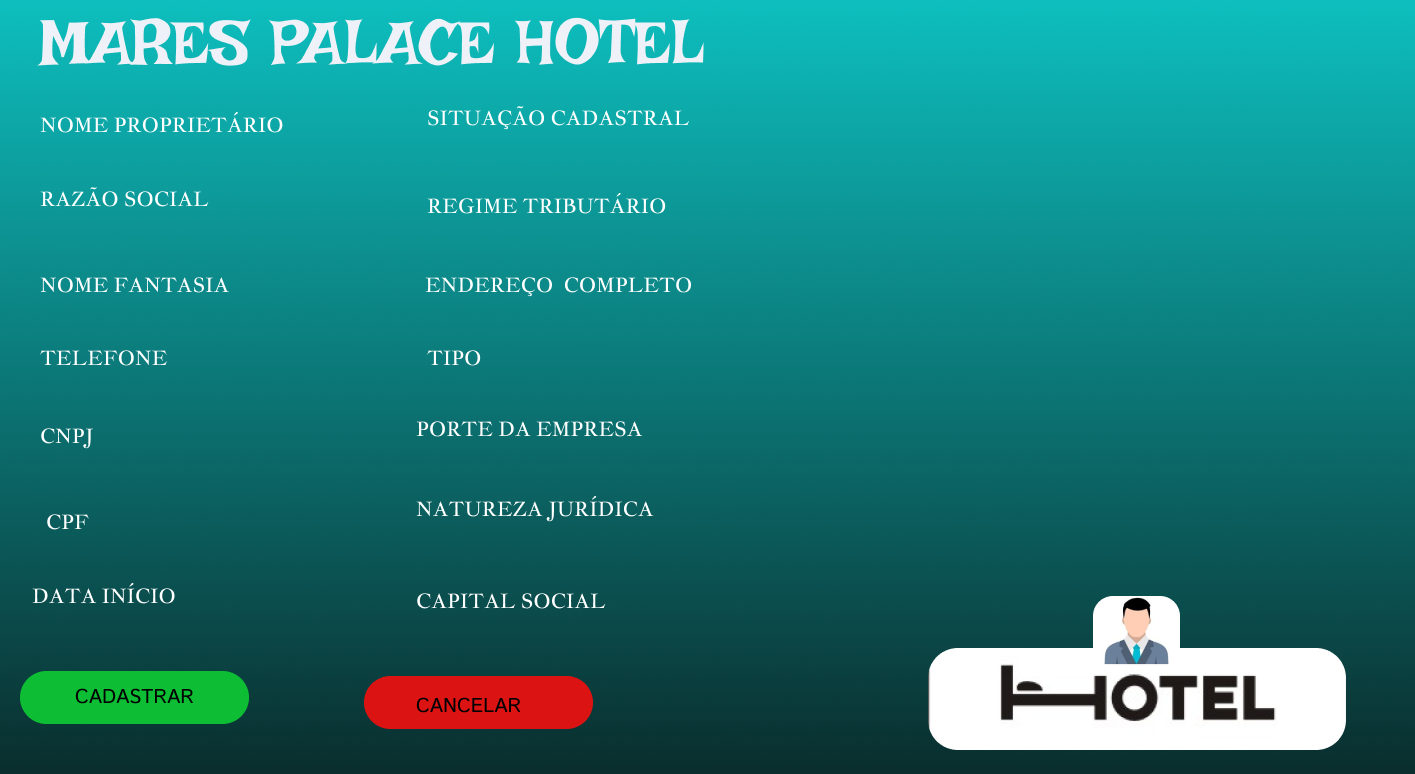 MARES PALACE HOTEL
NOME PROPRIETÁRIO
RAZÃO SOCIAL
NOME FANTASIA
TELEFONE
CNPJ
CPF
DATA INÍCIO
SITUAÇÃO CADASTRAL
REGIME TRIBUTÁRIO
ENDEREÇO COMPLETO
TIPO
PORTE DA EMPRESA
NATUREZA JURÍDICA
CAPITAL SOCIAL
CADASTRAR
CANCELAR
HOTEL